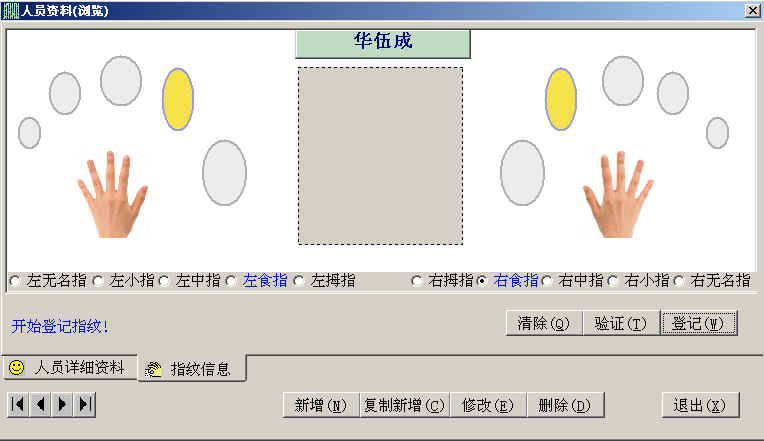 人员资料(浏览)
华伍成
左无名指 左小指 左中指 左食指 左拇指 右拇指 右食指 右中指 右小指 右无名指
开始登记指纹!
清除(Q) 验证(T) 登记(W)
人员详细资料 指纹信息
新增(N) 复制新增(C) 修改(E) 删除(D) 退出(X)